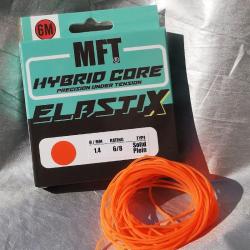 6M
MFT®
HYBRID CORE
PRECISION UNDER TENSION
ELASTIX
Ø / MM RATING TYPE
1.4 6/8 Solid
Plain